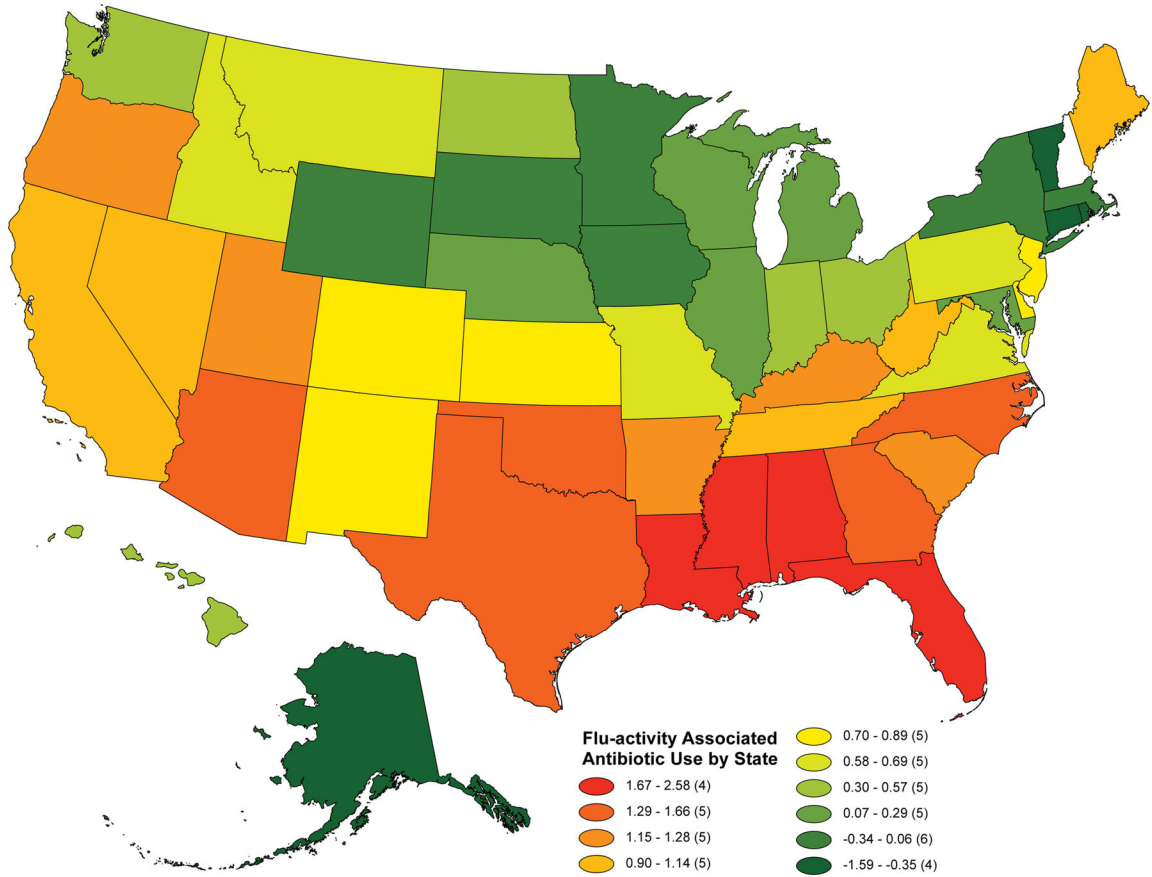 Flu-activity Associated
Antibiotic Use by State
1.67 - 2.58 (4)
1.29 - 1.66 (5)
1.15 - 1.28 (5)
0.90 - 1.14 (5)
0.70 - 0.89 (5)
0.58 - 0.69 (5)
0.30 - 0.57 (5)
0.07 - 0.29 (5)
-0.34 - 0.06 (6)
-1.59 - -0.35 (4)